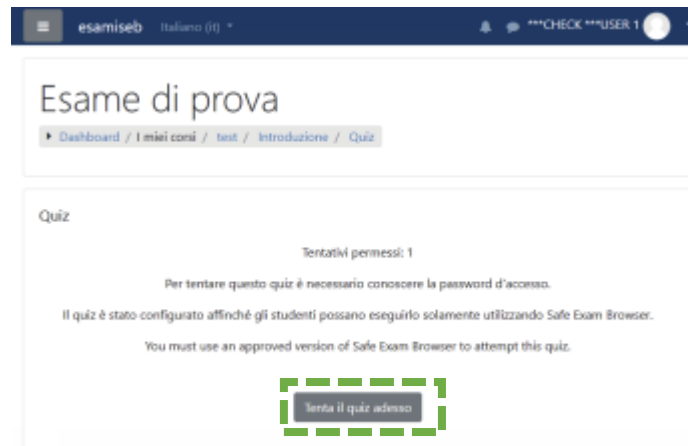 esamiseb Italiano (it) ***CHECK ***USER 1
Esame di prova
Dashboard / I miei corsi / test / Introduzione / Quiz
Quiz
Tentativi permessi: 1
Per tentare questo quiz è necessario conoscere la password d'accesso.
Il quiz è stato configurato affinché gli studenti possano eseguirlo solamente utilizzando Safe Exam Browser.
You must use an approved version of Safe Exam Browser to attempt this quiz.
Tenta il quiz adesso